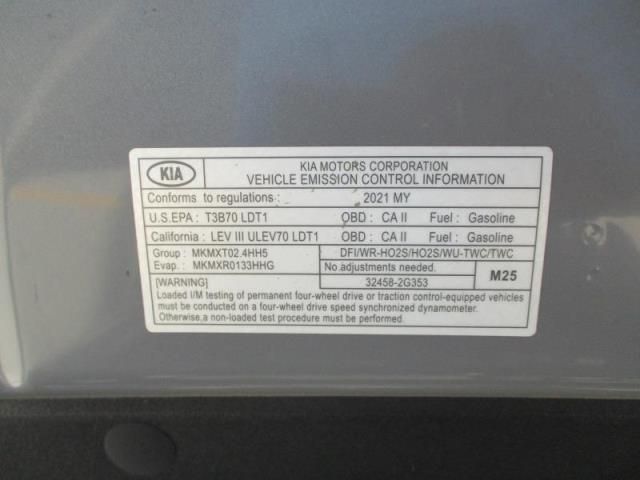 KIA
KIA MOTORS CORPORATION
VEHICLE EMISSION CONTROL INFORMATION
Conforms to regulations : 2021 MY
U.S.EPA : T3B70 LDT1 OBD : CA II Fuel : Gasoline
California : LEV III ULEV70 LDT1 OBD : CA II Fuel : Gasoline
Group : MKMXT02.4HH5
Evap. : MKMXR0133HHG
DFI/WR-HO2S/HO2S/WU-TWC/TWC
No adjustments needed.
32458-2G353
M25
[WARNING]
Loaded I/M testing of permanent four-wheel drive or traction control-equipped vehicles
must be conducted on a four-wheel drive speed synchronized dynamometer.
Otherwise,a non-loaded test procedure must be performed.